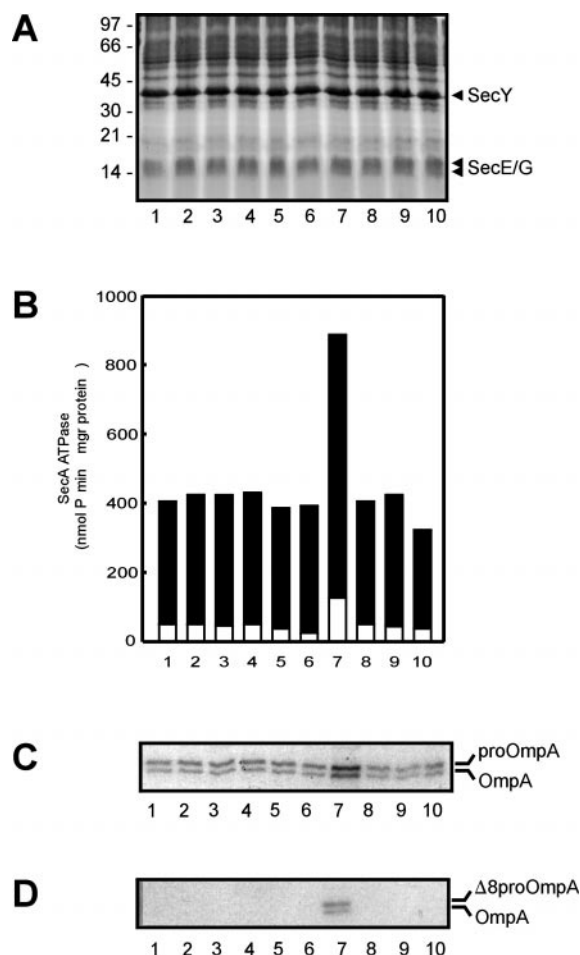 A
97 -
66 -
45 -
30 -
21 -
14 -
SecY
SecE/G
1 2 3 4 5 6 7 8 9 10
B
SecA ATPase
(nmol P min mgr protein )
1000
800
600
400
200
0
1 2 3 4 5 6 7 8 9 10
C
proOmpA
OmpA
1 2 3 4 5 6 7 8 9 10
D
Δ8proOmpA
OmpA
1 2 3 4 5 6 7 8 9 10